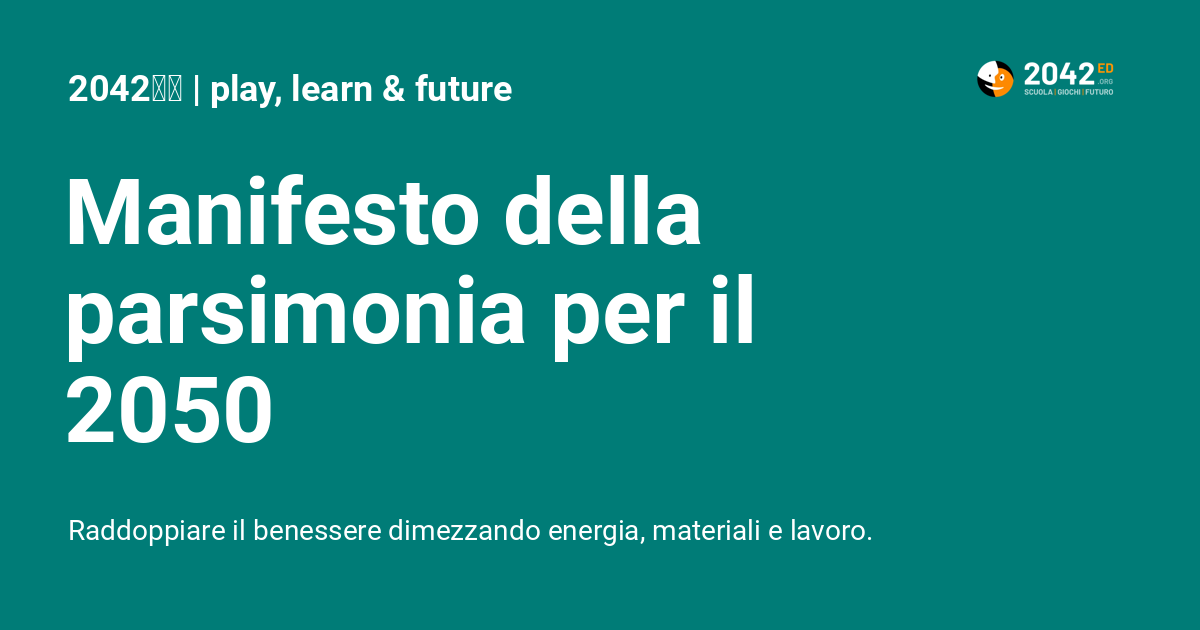 2042 | play, learn & future
2042 ED
.ORG
SCUOLA | GIOCHI | FUTURO
Manifesto della
parsimonia per il
2050
Raddoppiare il benessere dimezzando energia, materiali e lavoro.